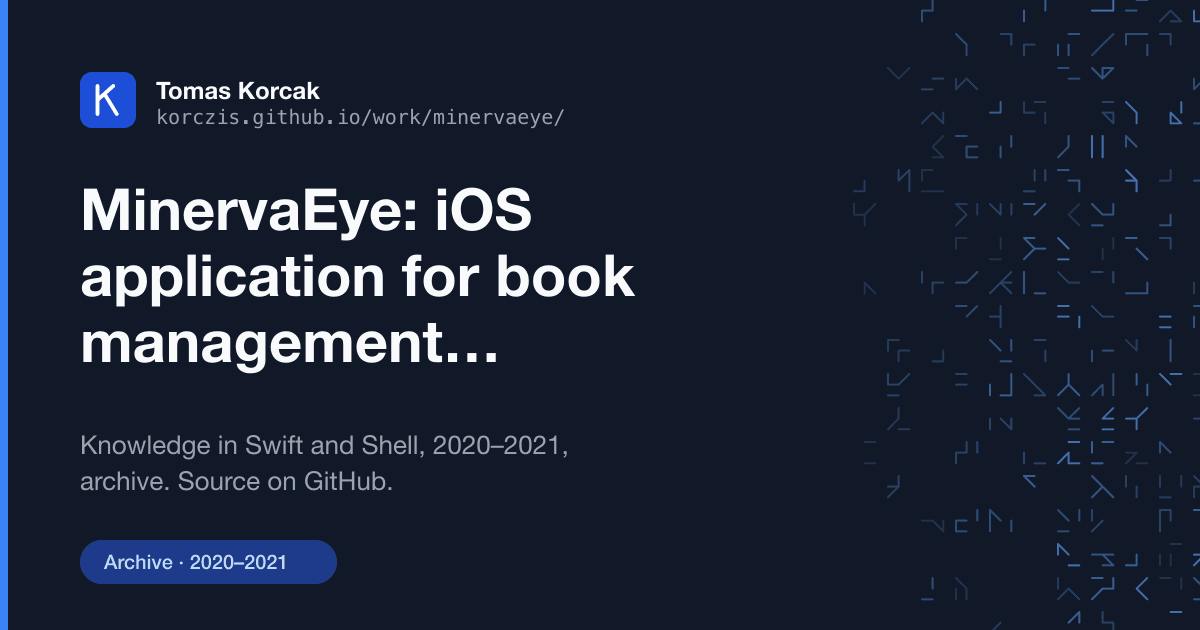 K
Tomas Korcak
korczis.github.io/work/minervaeye/
MinervaEye: iOS
application for book
management…
Knowledge in Swift and Shell, 2020–2021,
archive. Source on GitHub.
Archive · 2020–2021